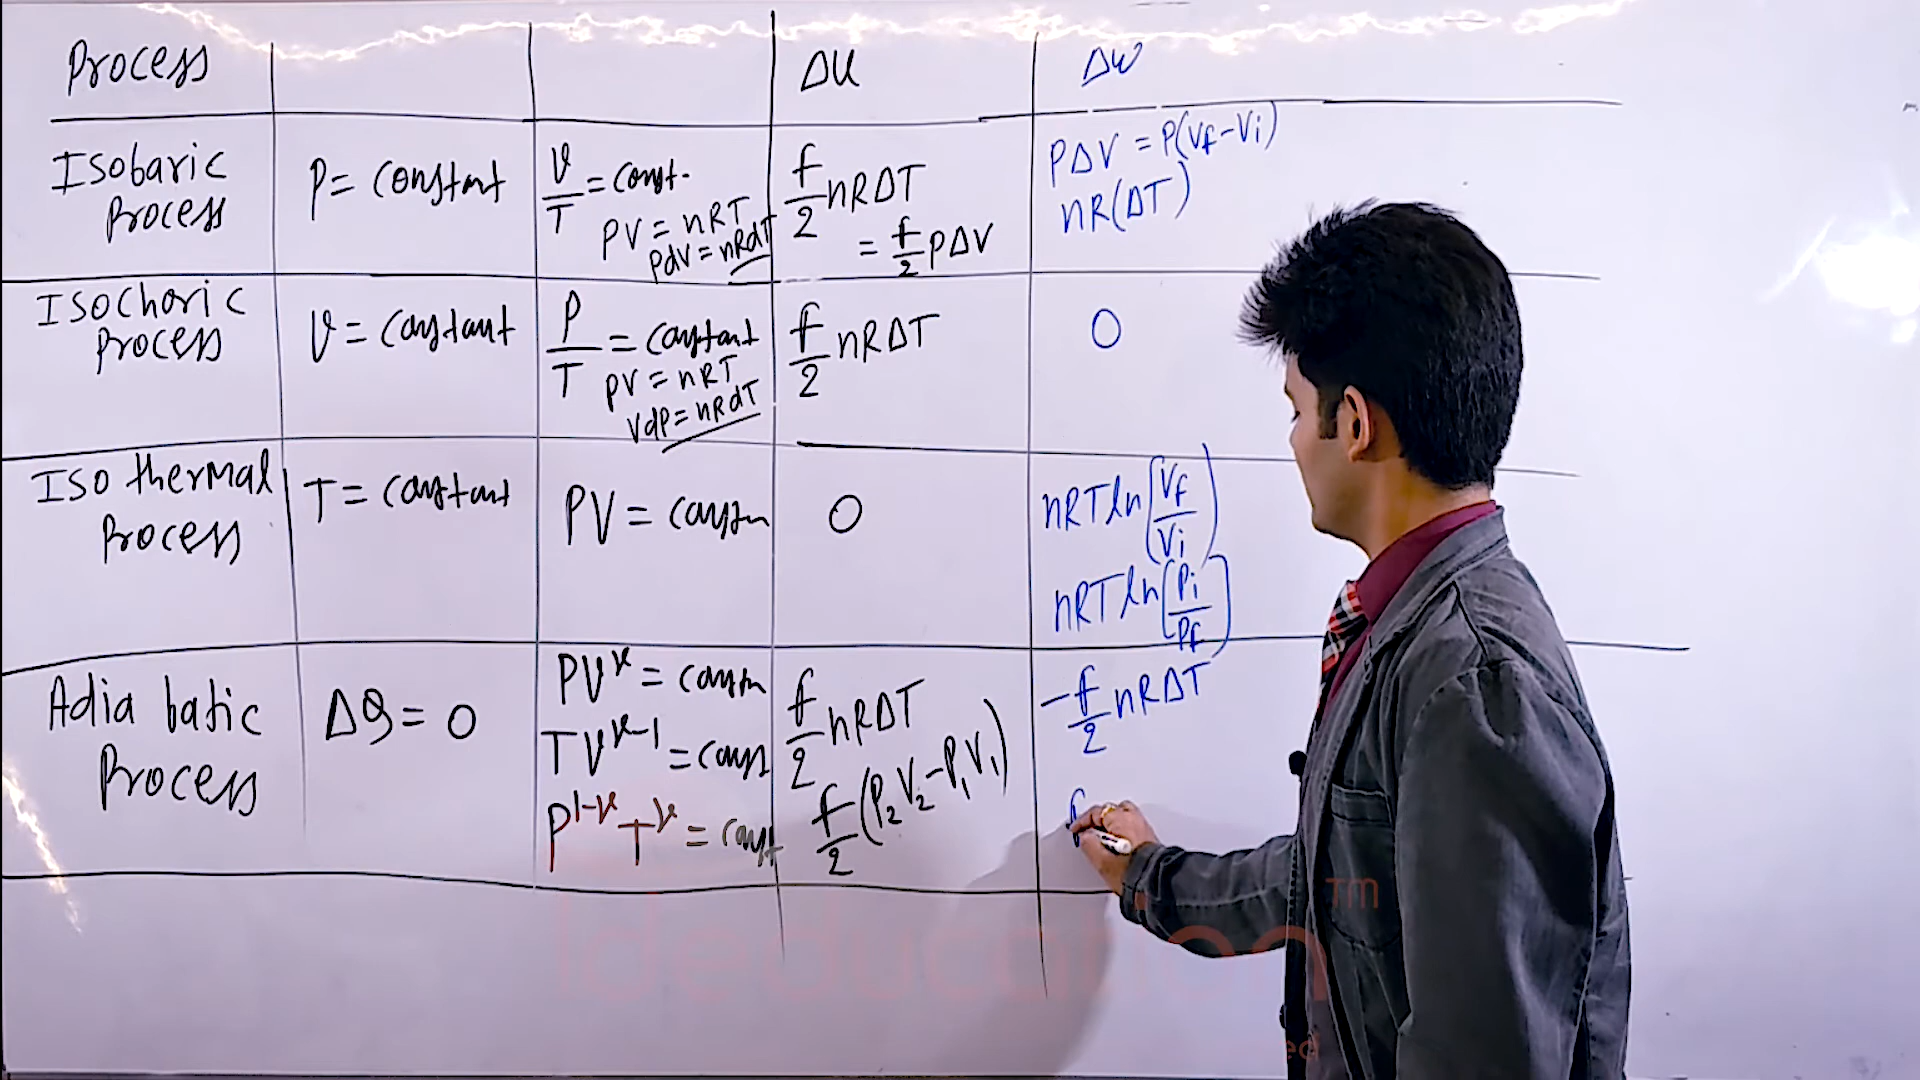 Process ΔU ΔW
Isobaric
Process
P = constant
V/T = const.
PV = nRT
PdV = nRdT
f/2 nRΔT
= f/2 PΔV
PΔV = P(Vf-Vi)
nR(ΔT)
Isochoric
Process
V = constant
P/T = constant
PV = nRT
VdP = nRdT
f/2 nRΔT
0
Iso thermal
Process
T = constant
PV = constn
0
nRT ln(Vf/Vi)
nRT ln(Pi/Pf)
Adia batic
Process
ΔQ = 0
PV^γ = constn
TV^γ-1 = const
P^1-γ T^γ = const
f/2 nRΔT
f/2 (P₂V₂-P₁V₁)
-f/2 nRΔT
f
TM